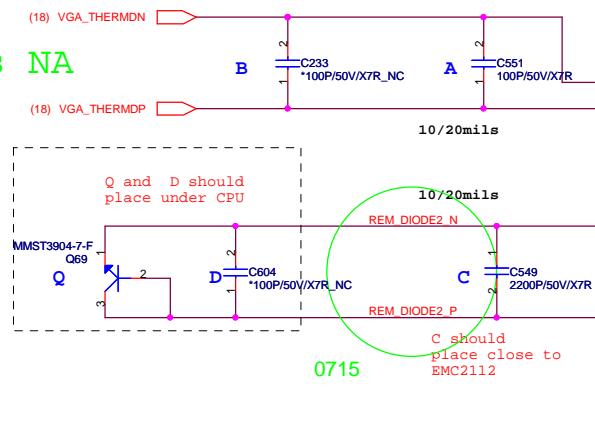 (18) VGA_THERMDN
NA
2
2
B
C233
*100P/50V/X7R_NC
A
C551
100P/50V/X7R
1
1
(18) VGA_THERMDP
10/20mils
Q and D should
place under CPU
10/20mils
REM_DIODE2_N
MMST3904-7-F
Q69
1
2
1
Q
2
D
C604
*100P/50V/X7R_NC
C
C549
2200P/50V/X7R
3
1
2
REM_DIODE2_P
C should
place close to
EMC2112
0715